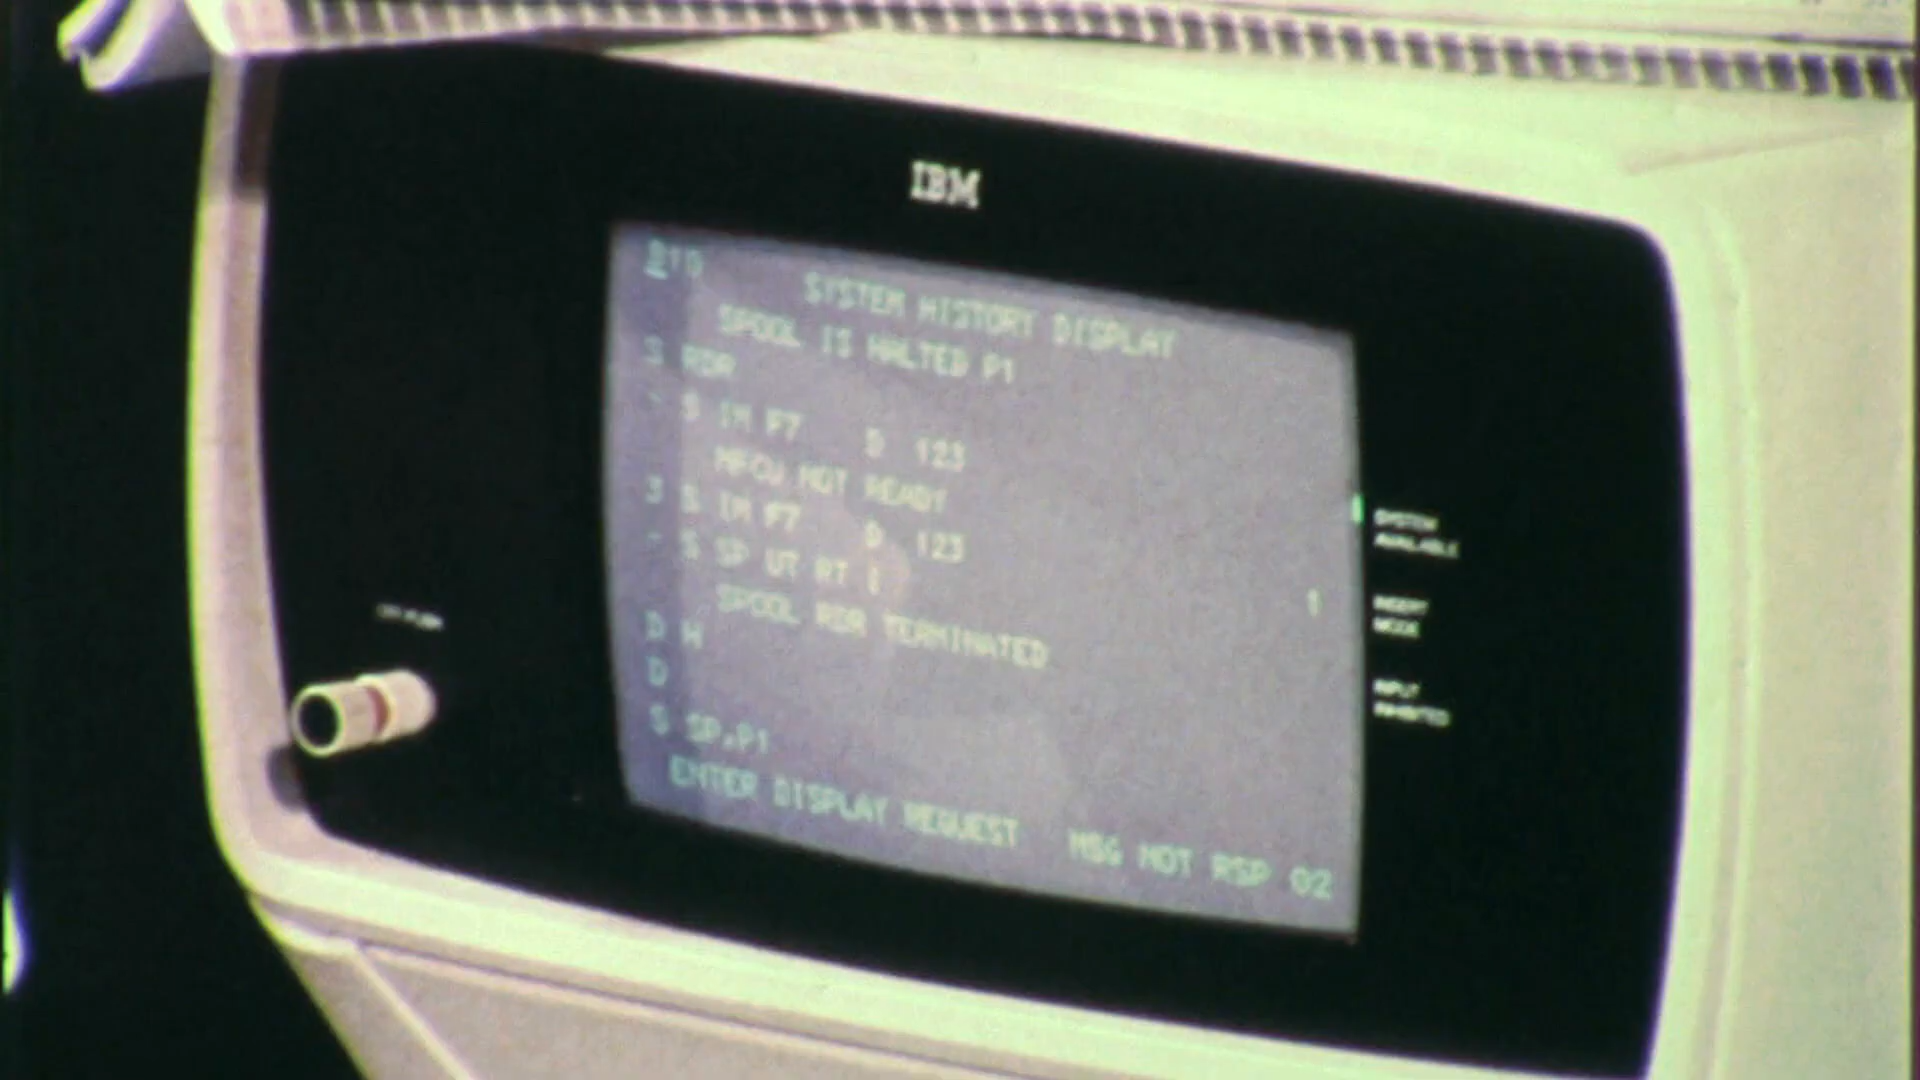 IBM
SYSTEM HISTORY DISPLAY
SPOOL IS HALTED P1
S RDR
S IM F7 D 123
MFCU NOT READY
3 S IM F7 D 123
S SP UT RT
SPOOL RDR TERMINATED
1
D H
D
S SP,P1
ENTER DISPLAY REQUEST MSG NOT RSP 02
SYSTEM
AVAILABLE
INSERT
MODE
INPUT
INHIBITED